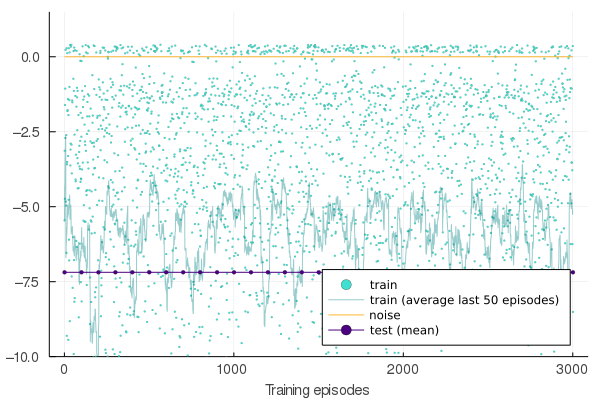 0.0
−2.5
−5.0
−7.5
−10.0
train
train (average last 50 episodes)
noise
test (mean)
0
1000
2000
3000
Training episodes